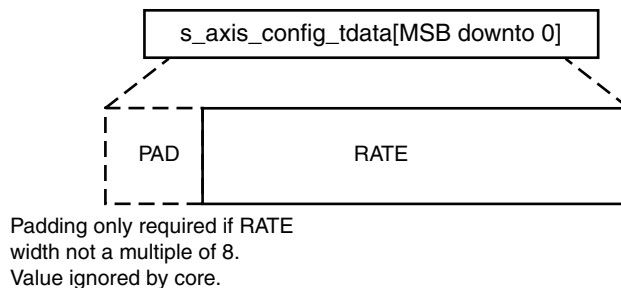 s_axis_config_tdata[MSB downto 0]
PAD
RATE
Padding only required if RATE
width not a multiple of 8.
Value ignored by core.